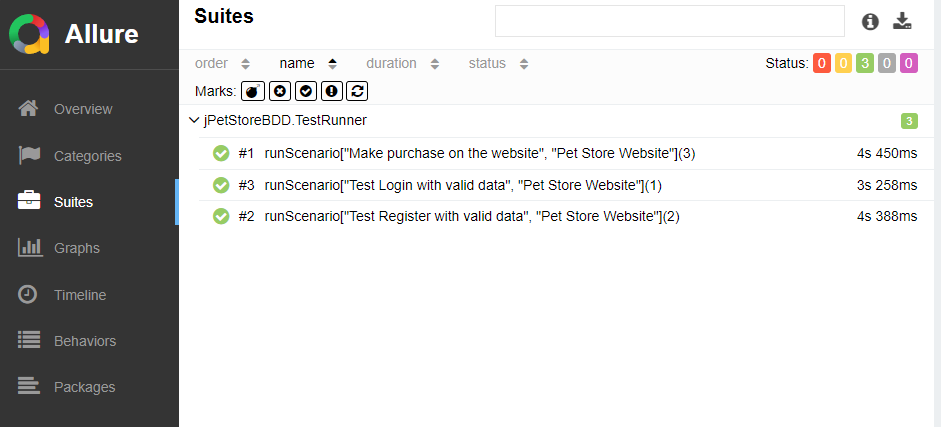 Allure
Overview
Categories
Suites
Graphs
Timeline
Behaviors
Packages
Suites
order name duration status Status: 0 0 3 0 0
Marks:
jPetStoreBDD.TestRunner 3
#1 runScenario["Make purchase on the website", "Pet Store Website"](3) 4s 450ms
#3 runScenario["Test Login with valid data", "Pet Store Website"](1) 3s 258ms
#2 runScenario["Test Register with valid data", "Pet Store Website"](2) 4s 388ms